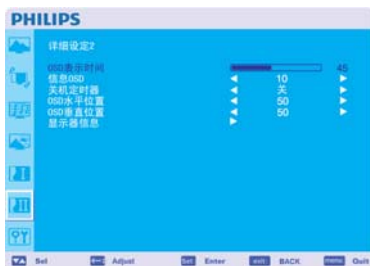 PHILIPS
详细设定2
OSD表示时间 45
信息OSD 10
关机定时器 关
OSD水平位置 50
OSD垂直位置 50
显示器信息
Sel Adjust Set Enter exit BACK menu Quit